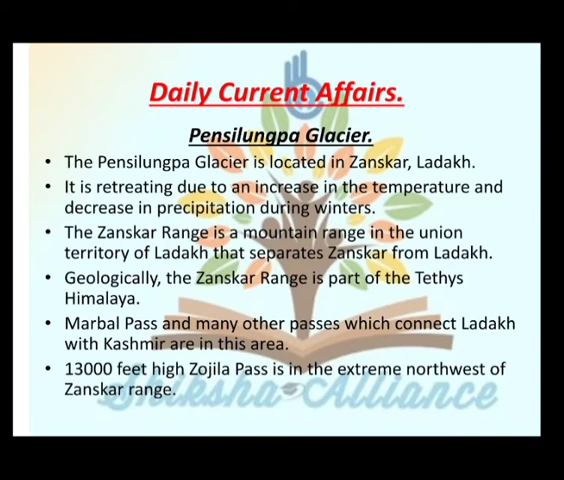 Daily Current Affairs.
Pensilungpa Glacier.
• The Pensilungpa Glacier is located in Zanskar, Ladakh.
• It is retreating due to an increase in the temperature and
decrease in precipitation during winters.
• The Zanskar Range is a mountain range in the union
territory of Ladakh that separates Zanskar from Ladakh.
• Geologically, the Zanskar Range is part of the Tethys
Himalaya.
• Marbal Pass and many other passes which connect Ladakh
with Kashmir are in this area.
• 13000 feet high Zojila Pass is in the extreme northwest of
Zanskar range.
Shiksha Alliance